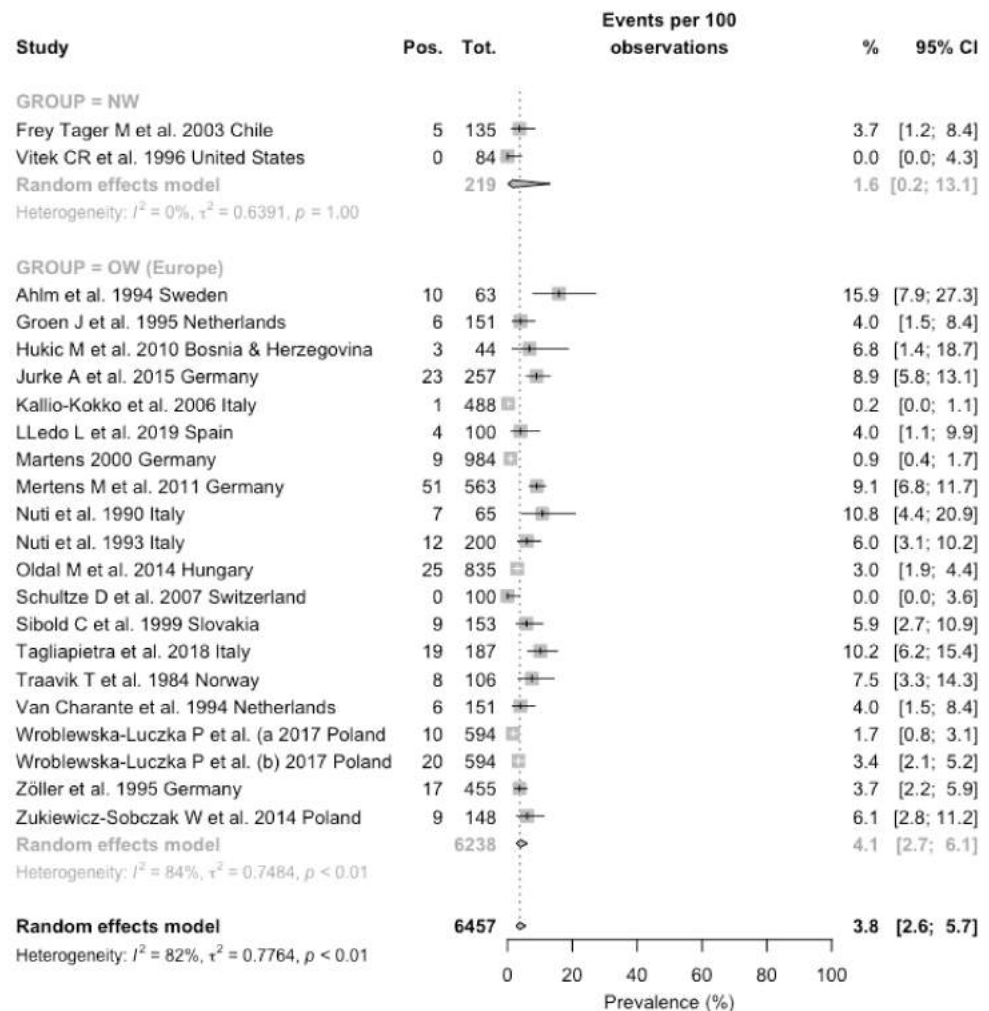 Events per 100
Study Pos. Tot. observations % 95% CI
GROUP = NW
Frey Tager M et al. 2003 Chile 5 135 3.7 [1.2; 8.4]
Vitek CR et al. 1996 United States 0 84 0.0 [0.0; 4.3]
Random effects model 219 1.6 [0.2; 13.1]
Heterogeneity: I² = 0%, τ² = 0.6391, p = 1.00
GROUP = OW (Europe)
Ahlm et al. 1994 Sweden 10 63 15.9 [7.9; 27.3]
Groen J et al. 1995 Netherlands 6 151 4.0 [1.5; 8.4]
Hukic M et al. 2010 Bosnia & Herzegovina 3 44 6.8 [1.4; 18.7]
Jurke A et al. 2015 Germany 23 257 8.9 [5.8; 13.1]
Kallio-Kokko et al. 2006 Italy 1 488 0.2 [0.0; 1.1]
LLedo L et al. 2019 Spain 4 100 4.0 [1.1; 9.9]
Martens 2000 Germany 9 984 0.9 [0.4; 1.7]
Mertens M et al. 2011 Germany 51 563 9.1 [6.8; 11.7]
Nuti et al. 1990 Italy 7 65 10.8 [4.4; 20.9]
Nuti et al. 1993 Italy 12 200 6.0 [3.1; 10.2]
Oldal M et al. 2014 Hungary 25 835 3.0 [1.9; 4.4]
Schultze D et al. 2007 Switzerland 0 100 0.0 [0.0; 3.6]
Sibold C et al. 1999 Slovakia 9 153 5.9 [2.7; 10.9]
Tagliapietra et al. 2018 Italy 19 187 10.2 [6.2; 15.4]
Traavik T et al. 1984 Norway 8 106 7.5 [3.3; 14.3]
Van Charante et al. 1994 Netherlands 6 151 4.0 [1.5; 8.4]
Wroblewska-Luczka P et al. (a 2017 Poland 10 594 1.7 [0.8; 3.1]
Wroblewska-Luczka P et al. (b) 2017 Poland 20 594 3.4 [2.1; 5.2]
Zöller et al. 1995 Germany 17 455 3.7 [2.2; 5.9]
Zukiewicz-Sobczak W et al. 2014 Poland 9 148 6.1 [2.8; 11.2]
Random effects model 6238 4.1 [2.7; 6.1]
Heterogeneity: I² = 84%, τ² = 0.7484, p < 0.01
Random effects model 6457 3.8 [2.6; 5.7]
Heterogeneity: I² = 82%, τ² = 0.7764, p < 0.01
0 20 40 60 80 100
Prevalence (%)